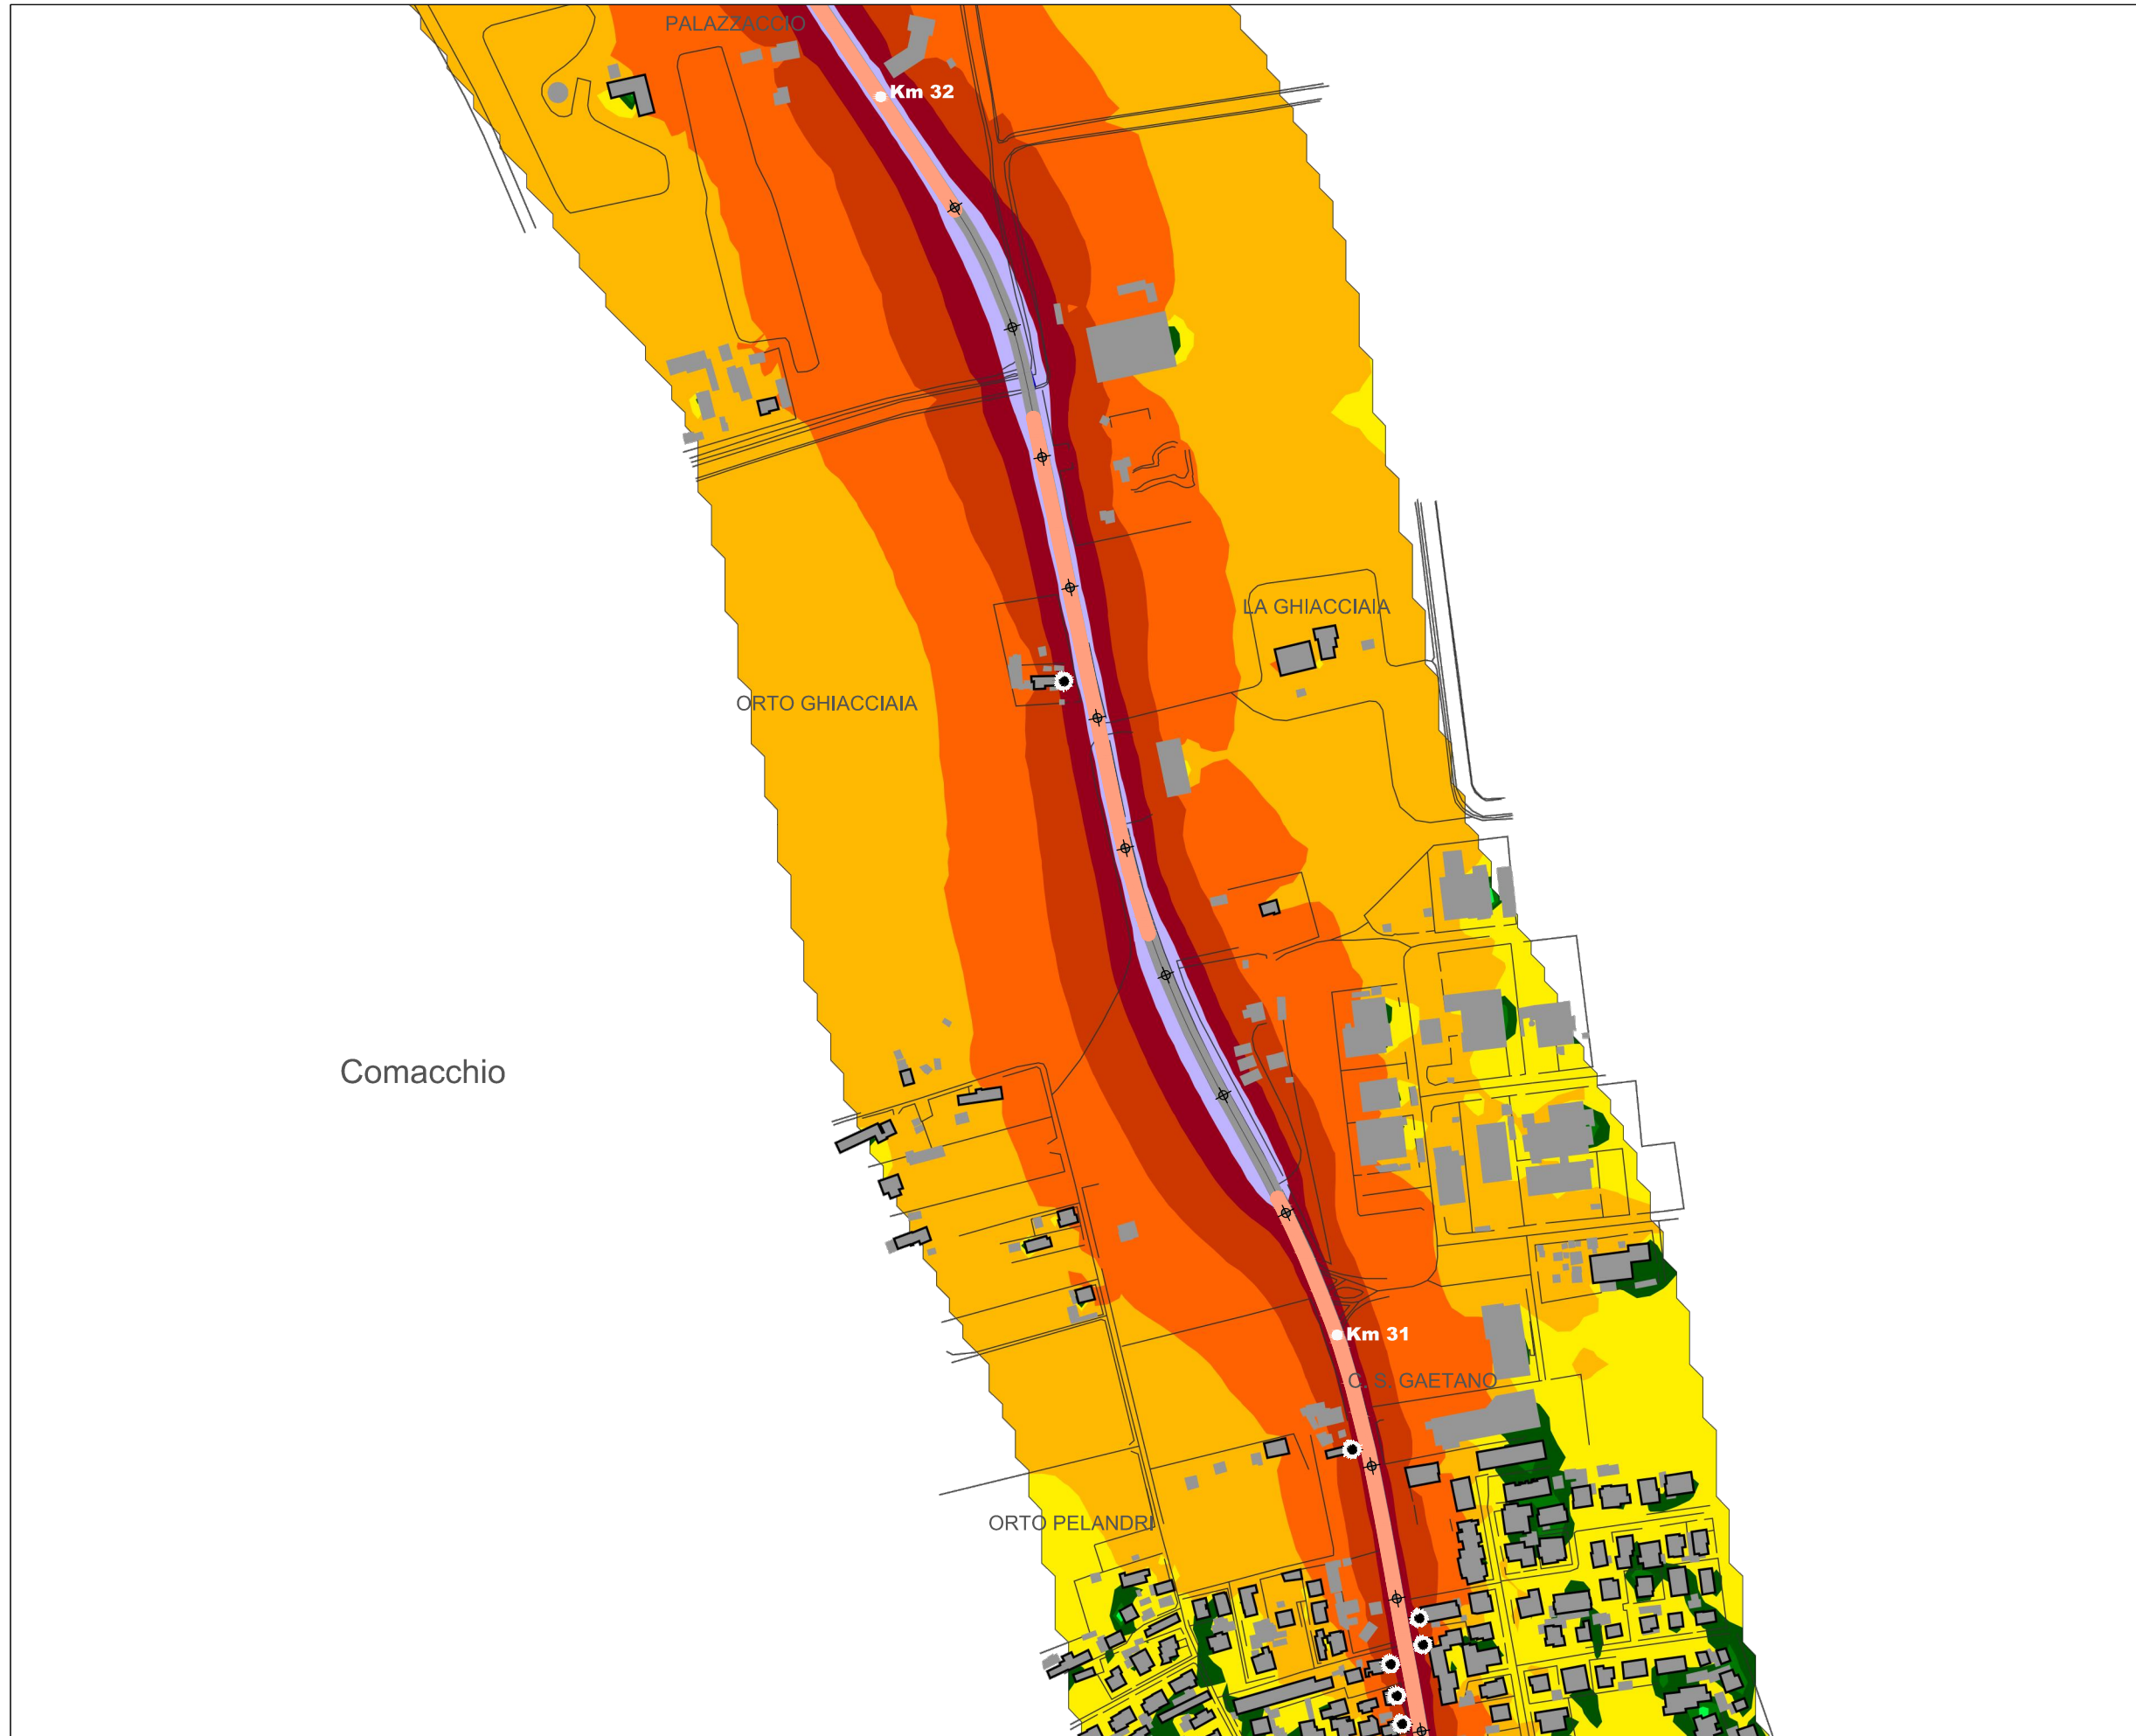 PALAZZACCIO
Km 32
LA GHIACCIAIA
ORTO GHIACCIAIA
Comacchio
Km 31
C. S. GAETANO
ORTO PELANDRI